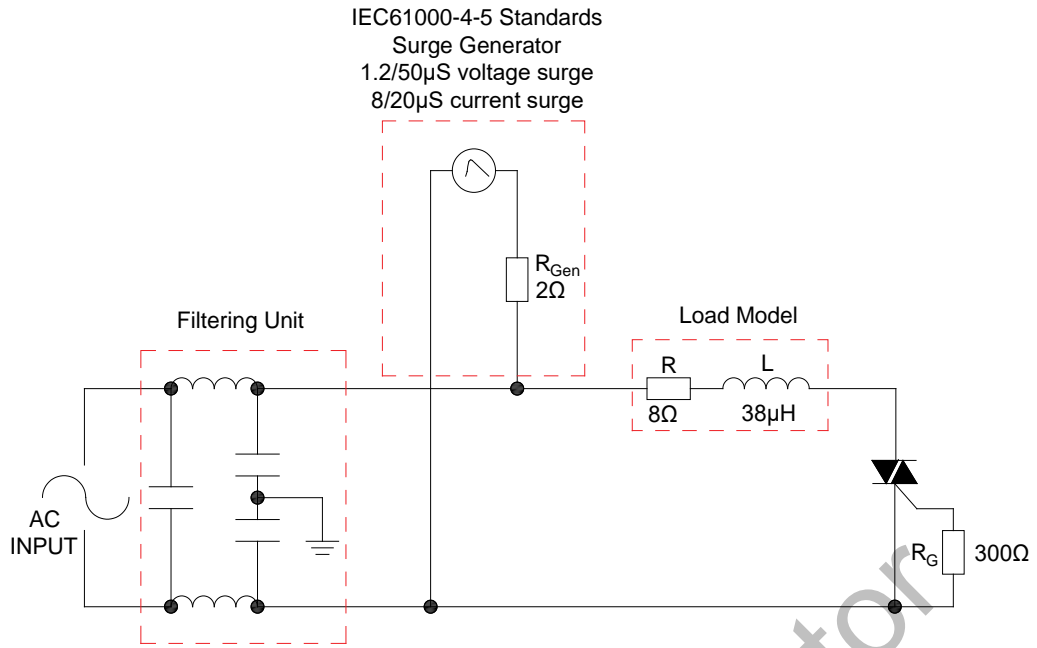 IEC61000-4-5 Standards
Surge Generator
1.2/50µS voltage surge
8/20µS current surge
RGen
2Ω
Filtering Unit
Load Model
R
L
8Ω
38µH
AC
INPUT
RG
300Ω
tor